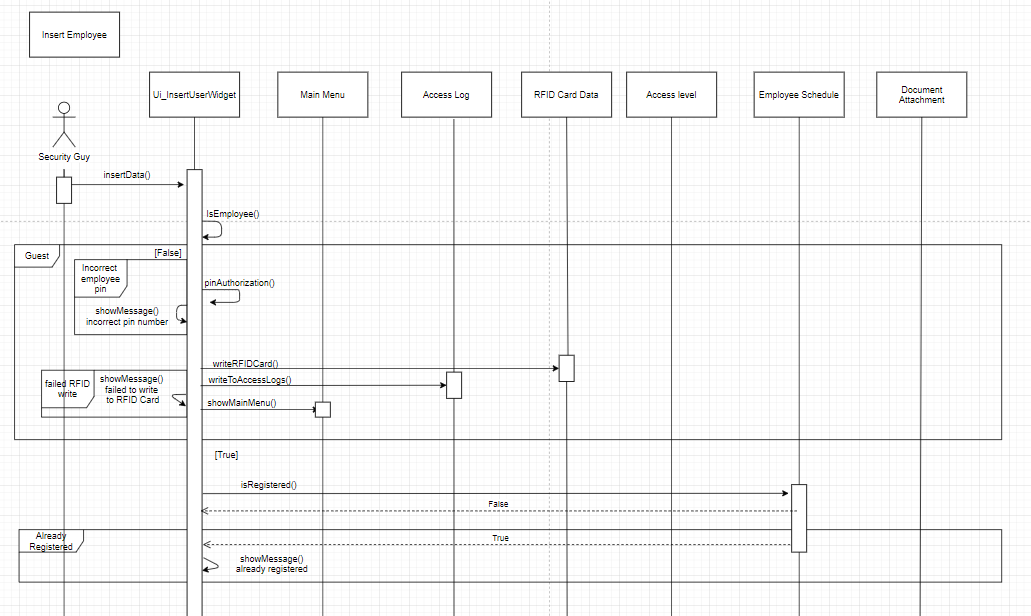 Insert Employee
Ui_InsertUserWidget
Main Menu
Access Log
RFID Card Data
Access level
Employee Schedule
Document
Attachment
Security Guy
insertData()
IsEmployee()
Guest
[False]
Incorrect
employee
pin
pinAuthorization()
showMessage()
incorrect pin number
writeRFIDCard()
failed RFID
write
showMessage()
failed to write
to RFID Card
writeToAccessLogs()
showMainMenu()
[True]
isRegistered()
False
Already
Registered
True
showMessage()
already registered